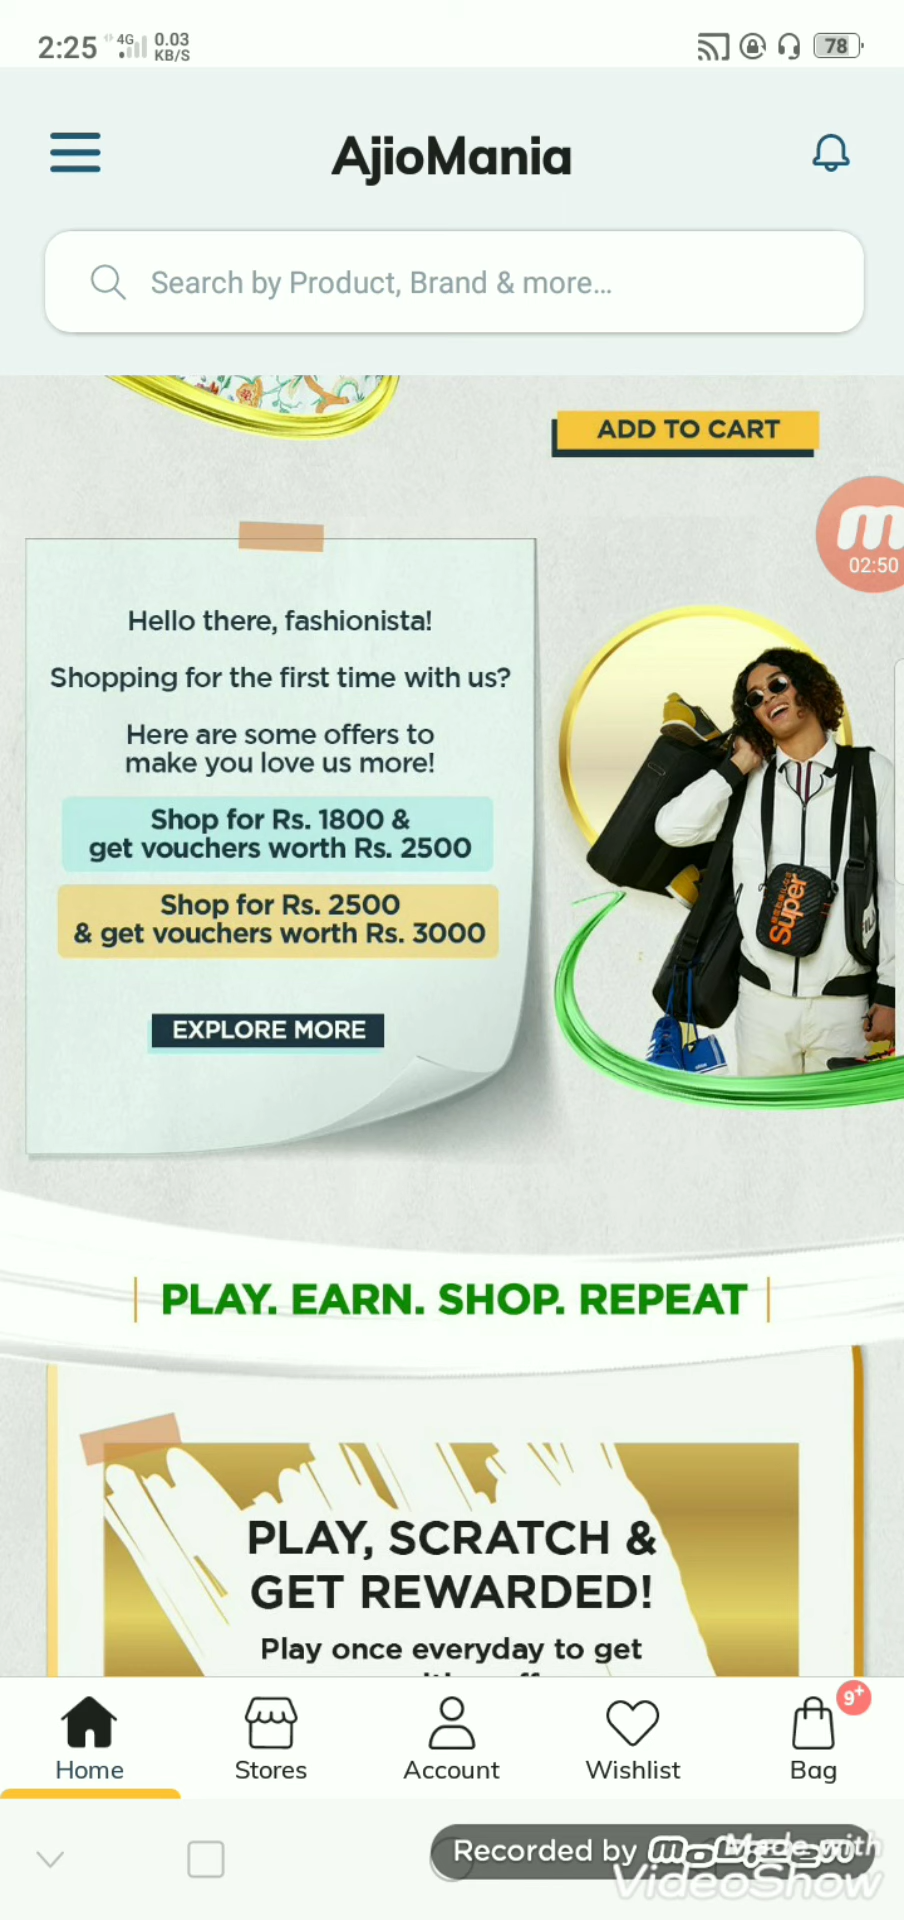 2:25 4G 0.03 KB/S 78
AjioMania
Search by Product, Brand & more...
ADD TO CART
m
02:50
Hello there, fashionista!
Shopping for the first time with us?
Here are some offers to
make you love us more!
Shop for Rs. 1800 &
get vouchers worth Rs. 2500
Shop for Rs. 2500
& get vouchers worth Rs. 3000
Super
EXPLORE MORE
PLAY. EARN. SHOP. REPEAT
PLAY, SCRATCH &
GET REWARDED!
Play once everyday to get
9+
Home Stores Account Wishlist Bag
Recorded by
Made with
VideoShow